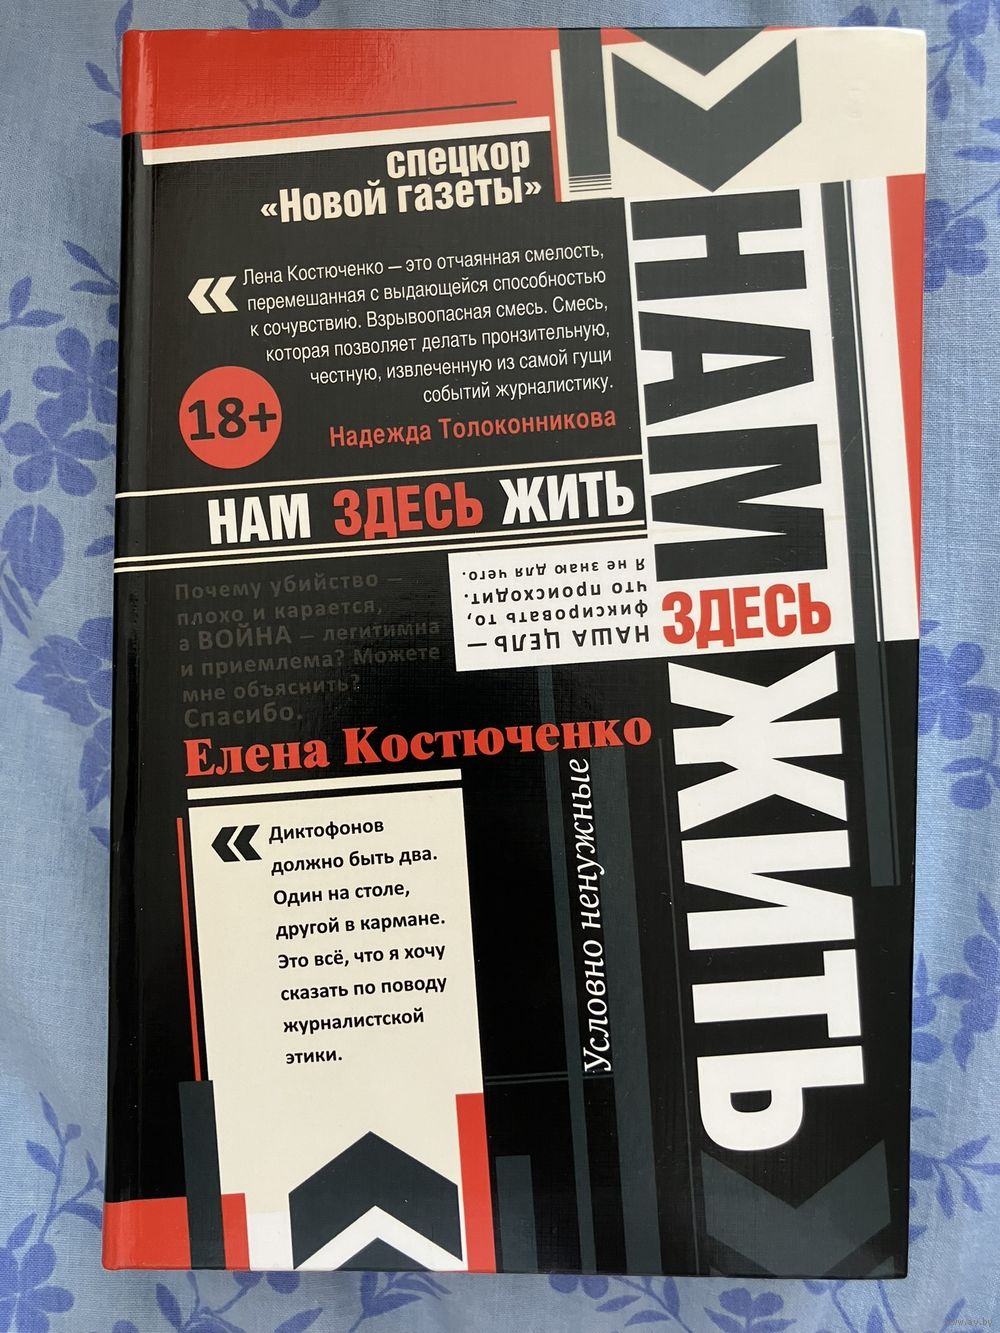 спецкор
«Новой газеты»
« Лена Костюченко — это отчаянная смелость,
перемешанная с выдающейся способностью
к сочувствию. Взрывоопасная смесь. Смесь,
которая позволяет делать пронзительную,
честную, извлеченную из самой гущи
событий журналистику.
Надежда Толоконникова
18+
НАМ ЗДЕСЬ ЖИТЬ
НАША ЦЕЛЬ —
фиксировать то,
что происходит.
Я не знаю для чего.
Почему убийство —
плохо и карается,
а ВОЙНА — легитимна
и приемлема? Можете
мне объяснить?
Спасибо.
Елена Костюченко
« Диктофонов
должно быть два.
Один на столе,
другой в кармане.
Это всё, что я хочу
сказать по поводу
журналистской
этики.
Условно ненужные
НАМ
ЗДЕСЬ
ЖИТЬ
www.ay.by